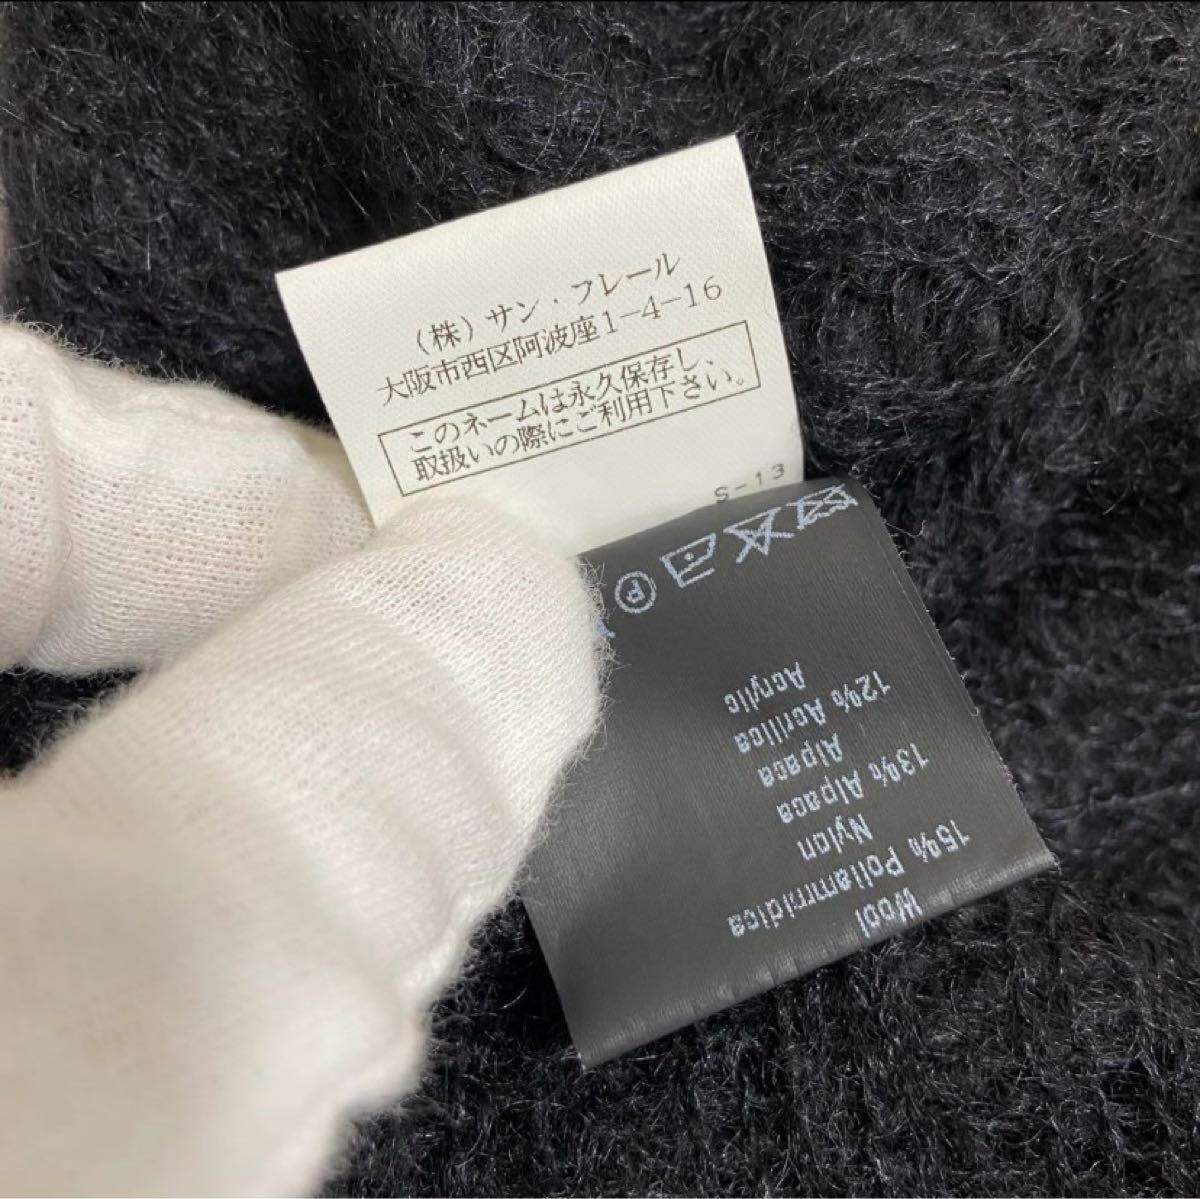 (株)サン・フレール
大阪市西区阿波座1-4-16
このネームは永久保存し、
取扱いの際にご利用下さい。
S-13
P
Wool
15% Poliammidica
Nylon
13% Alpaca
Alpaca
12% Acrilica
Acrylic